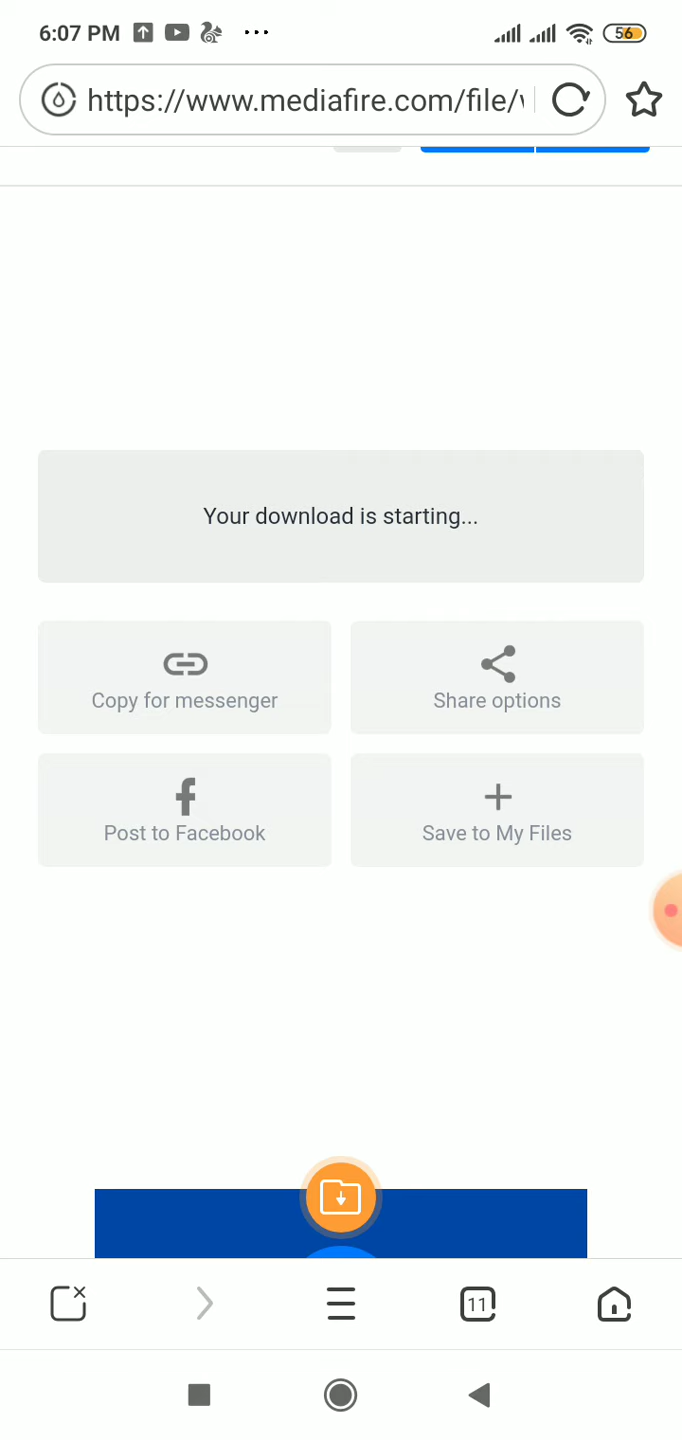 6:07 PM
56
https://www.mediafire.com/file/
Your download is starting...
Copy for messenger
Share options
Post to Facebook
Save to My Files
11